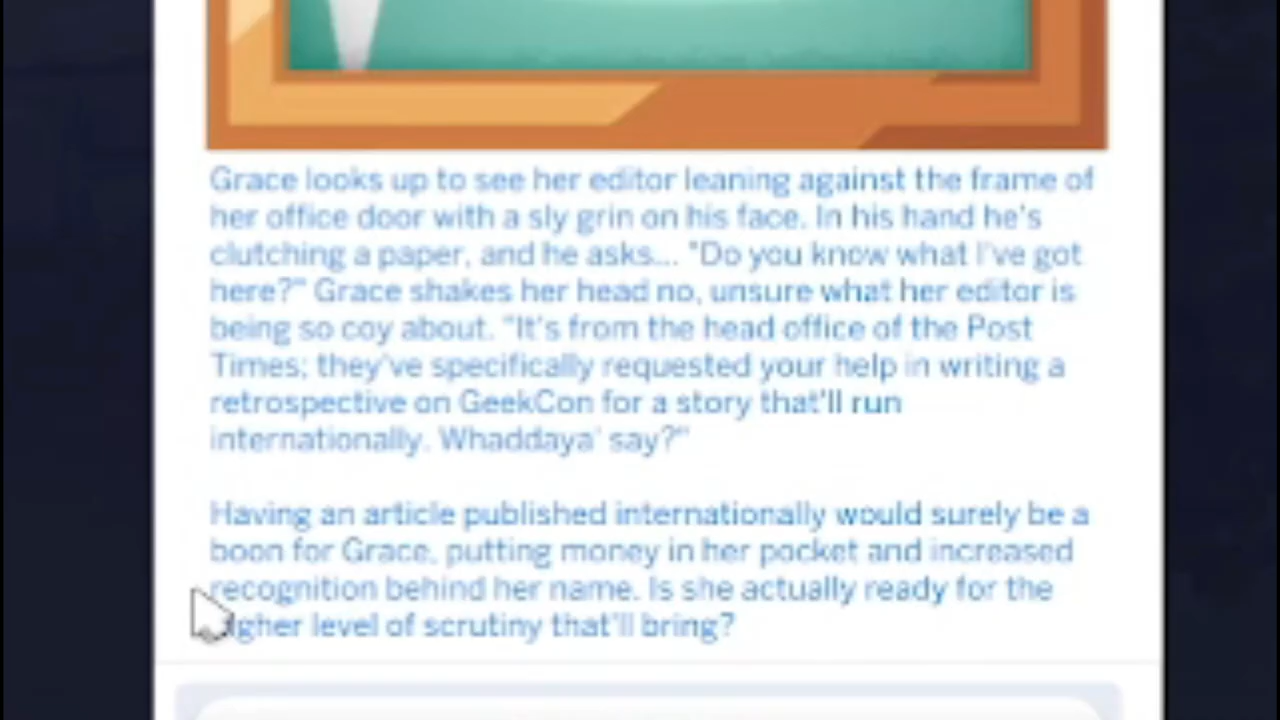 Grace looks up to see her editor leaning against the frame of
her office door with a sly grin on his face. In his hand he's
clutching a paper, and he asks... "Do you know what I've got
here?" Grace shakes her head no, unsure what her editor is
being so coy about. "It's from the head office of the Post
Times; they've specifically requested your help in writing a
retrospective on GeekCon for a story that'll run
internationally. Whaddaya' say?"
Having an article published internationally would surely be a
boon for Grace, putting money in her pocket and increased
recognition behind her name. Is she actually ready for the
higher level of scrutiny that'll bring?